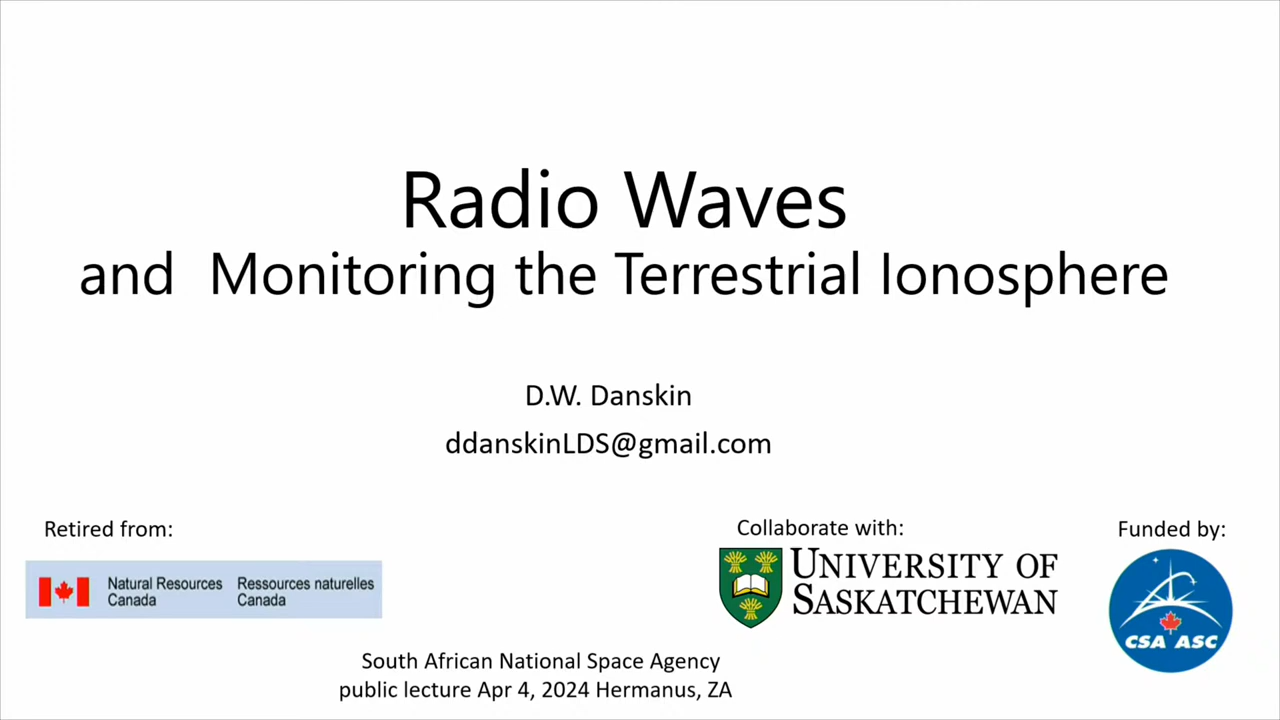 Radio Waves
and Monitoring the Terrestrial Ionosphere
D.W. Danskin
ddanskinLDS@gmail.com
Retired from:
Natural Resources Canada
Ressources naturelles Canada
Collaborate with:
UNIVERSITY OF
SASKATCHEWAN
Funded by:
CSA ASC
South African National Space Agency
public lecture Apr 4, 2024 Hermanus, ZA